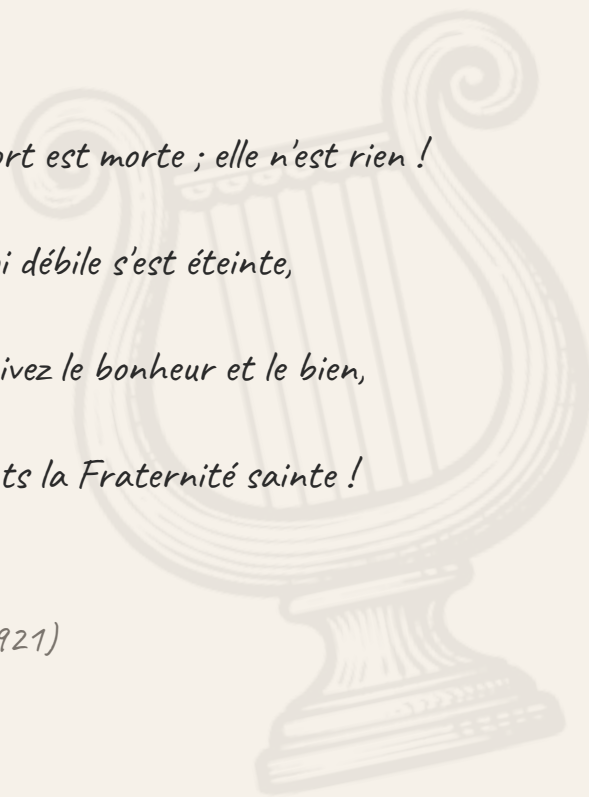 ort est morte ; elle n'est rien !
i débile s'est éteinte,
ivez le bonheur et le bien,
ts la Fraternité sainte !
921)